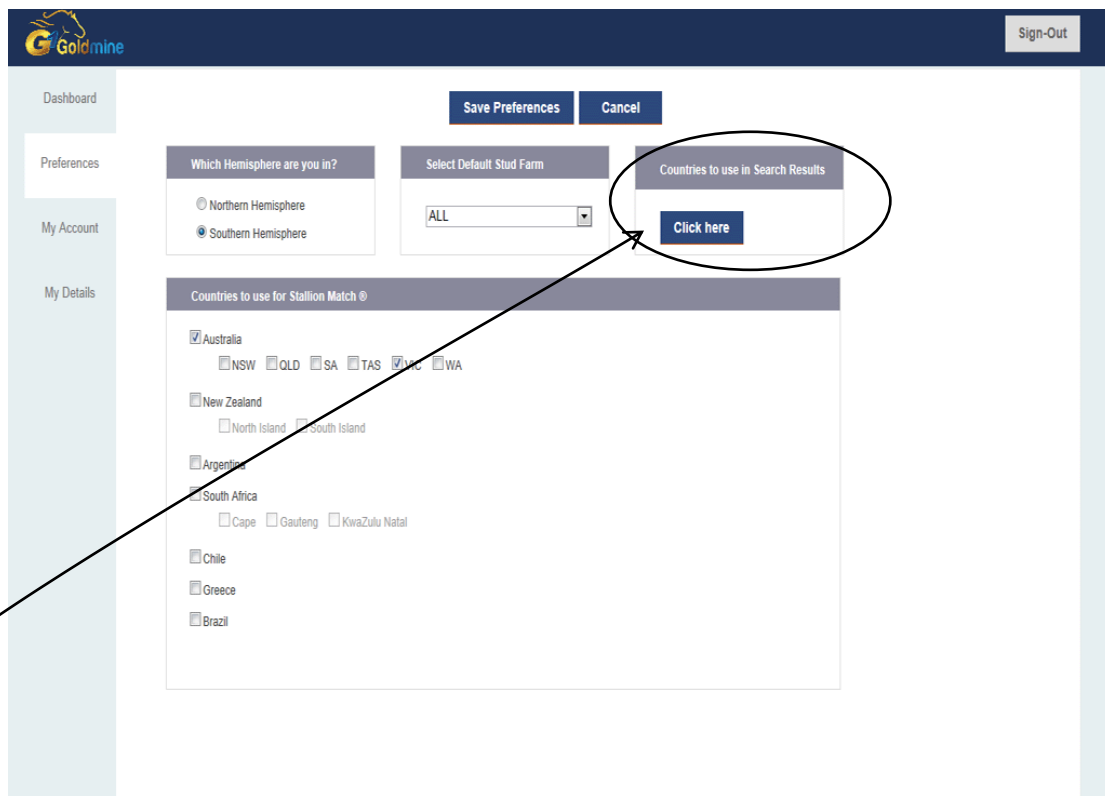 G1 Goldmine
Sign-Out
Dashboard
Preferences
My Account
My Details
Save Preferences Cancel
Which Hemisphere are you in?
Northern Hemisphere
Southern Hemisphere
Select Default Stud Farm
ALL
Countries to use in Search Results
Click here
Countries to use for Stallion Match ®
Australia
NSW QLD SA TAS VIC WA
New Zealand
North Island South Island
Argentina
South Africa
Cape Gauteng KwaZulu Natal
Chile
Greece
Brazil